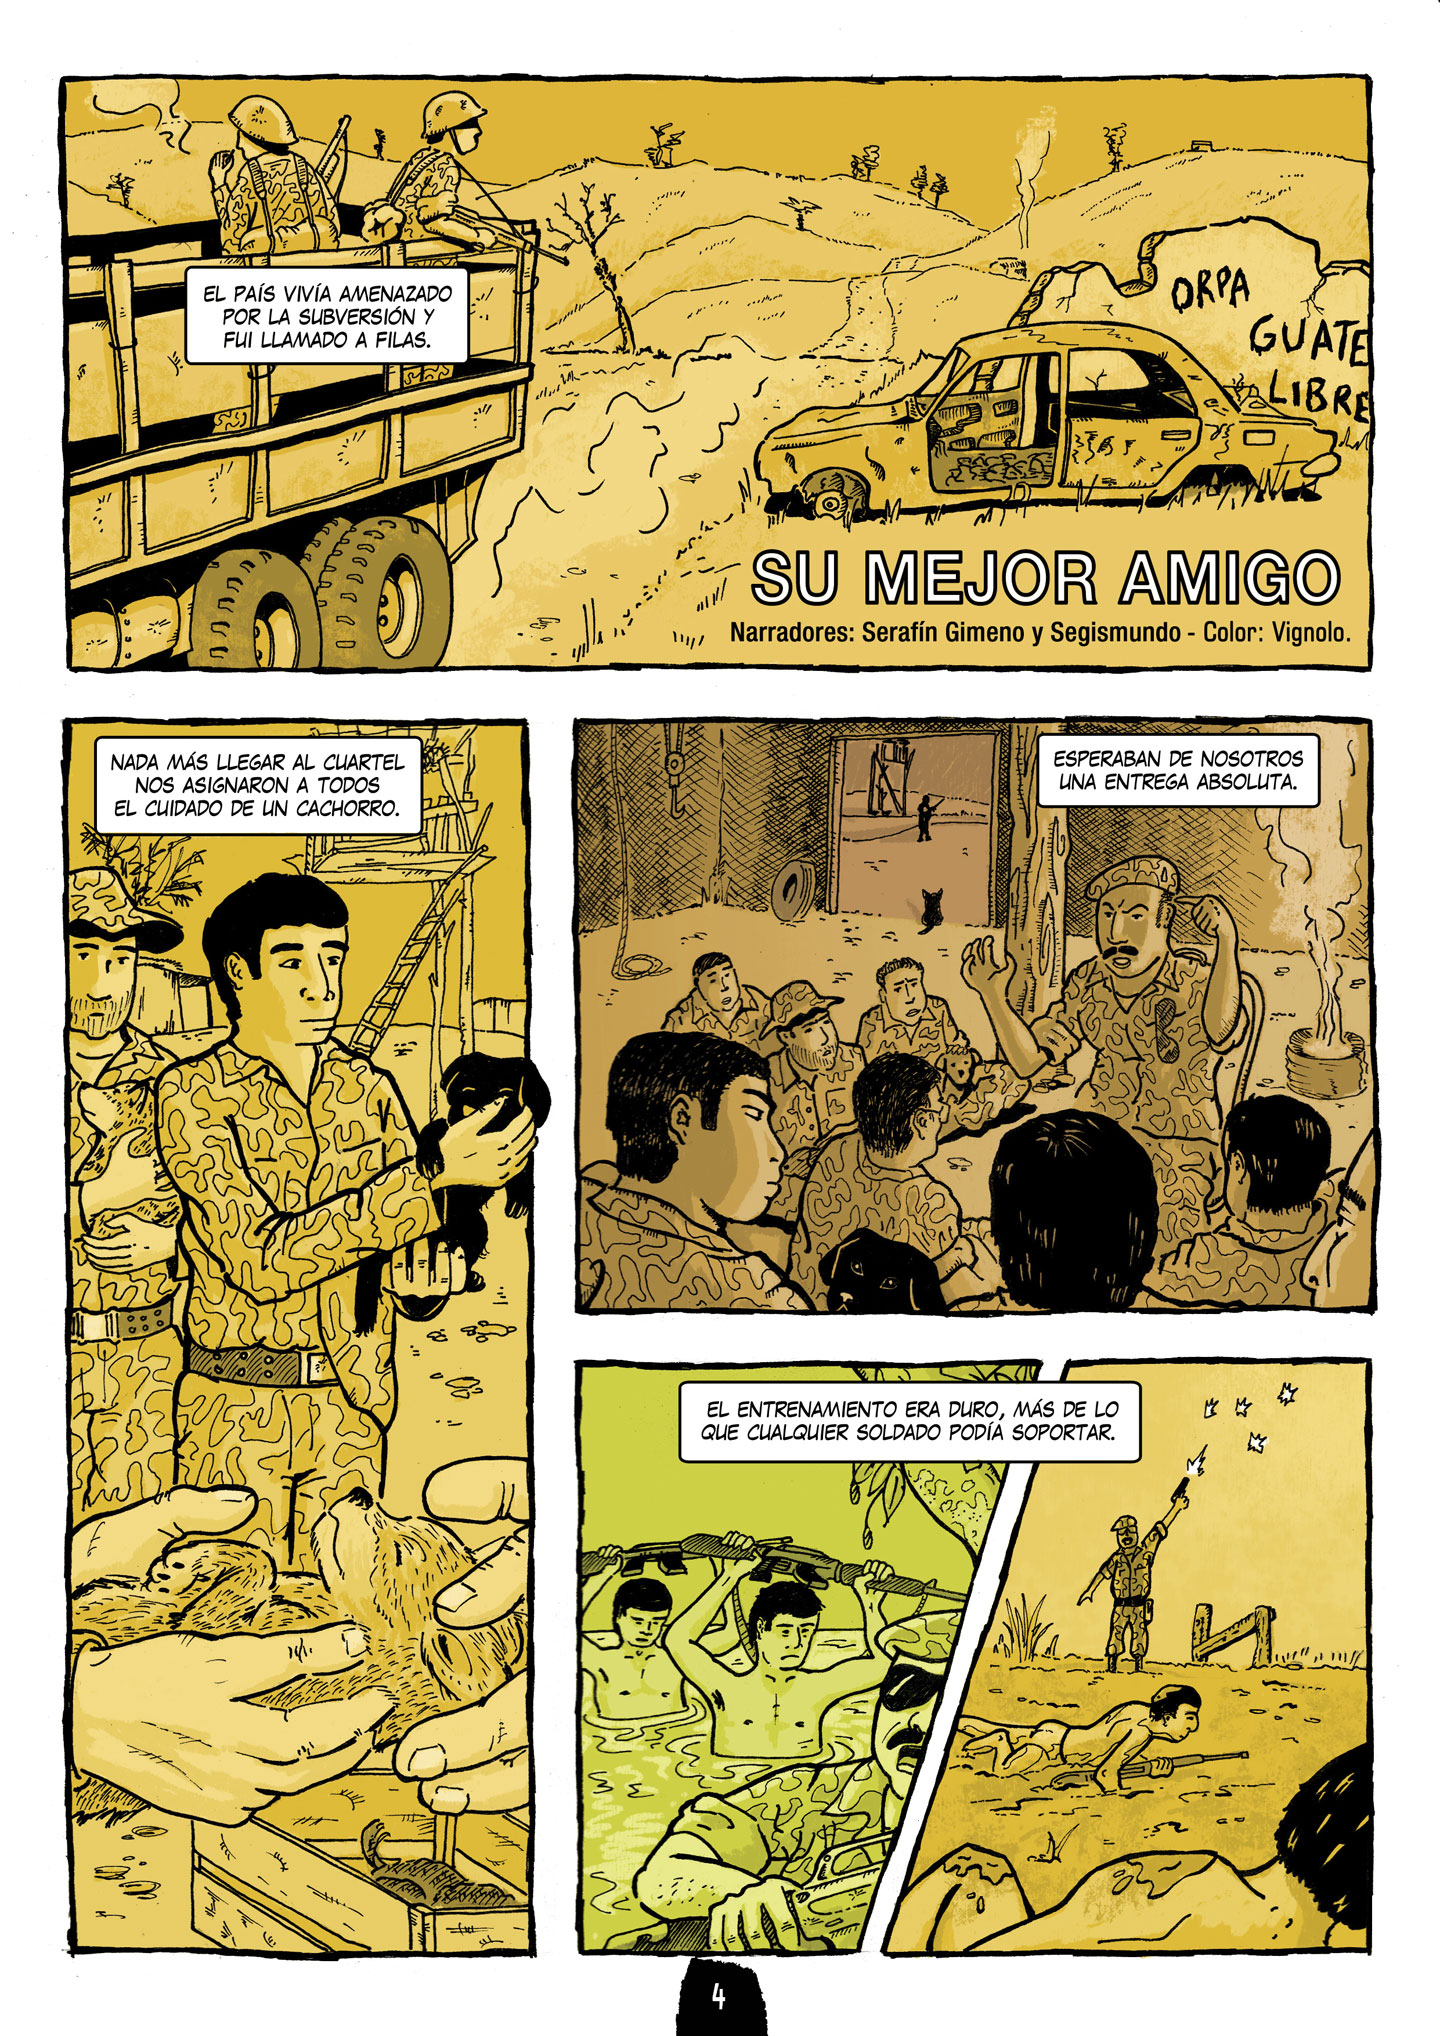 EL PAÍS VIVÍA AMENAZADO
POR LA SUBVERSIÓN Y
FUI LLAMADO A FILAS.
ORPA
GUATE
LIBRE
SU MEJOR AMIGO
Narradores: Serafín Gimeno y Segismundo - Color: Vignolo.
NADA MÁS LLEGAR AL CUARTEL
NOS ASIGNARON A TODOS
EL CUIDADO DE UN CACHORRO.
ESPERABAN DE NOSOTROS
UNA ENTREGA ABSOLUTA.
EL ENTRENAMIENTO ERA DURO, MÁS DE LO
QUE CUALQUIER SOLDADO PODÍA SOPORTAR.
4